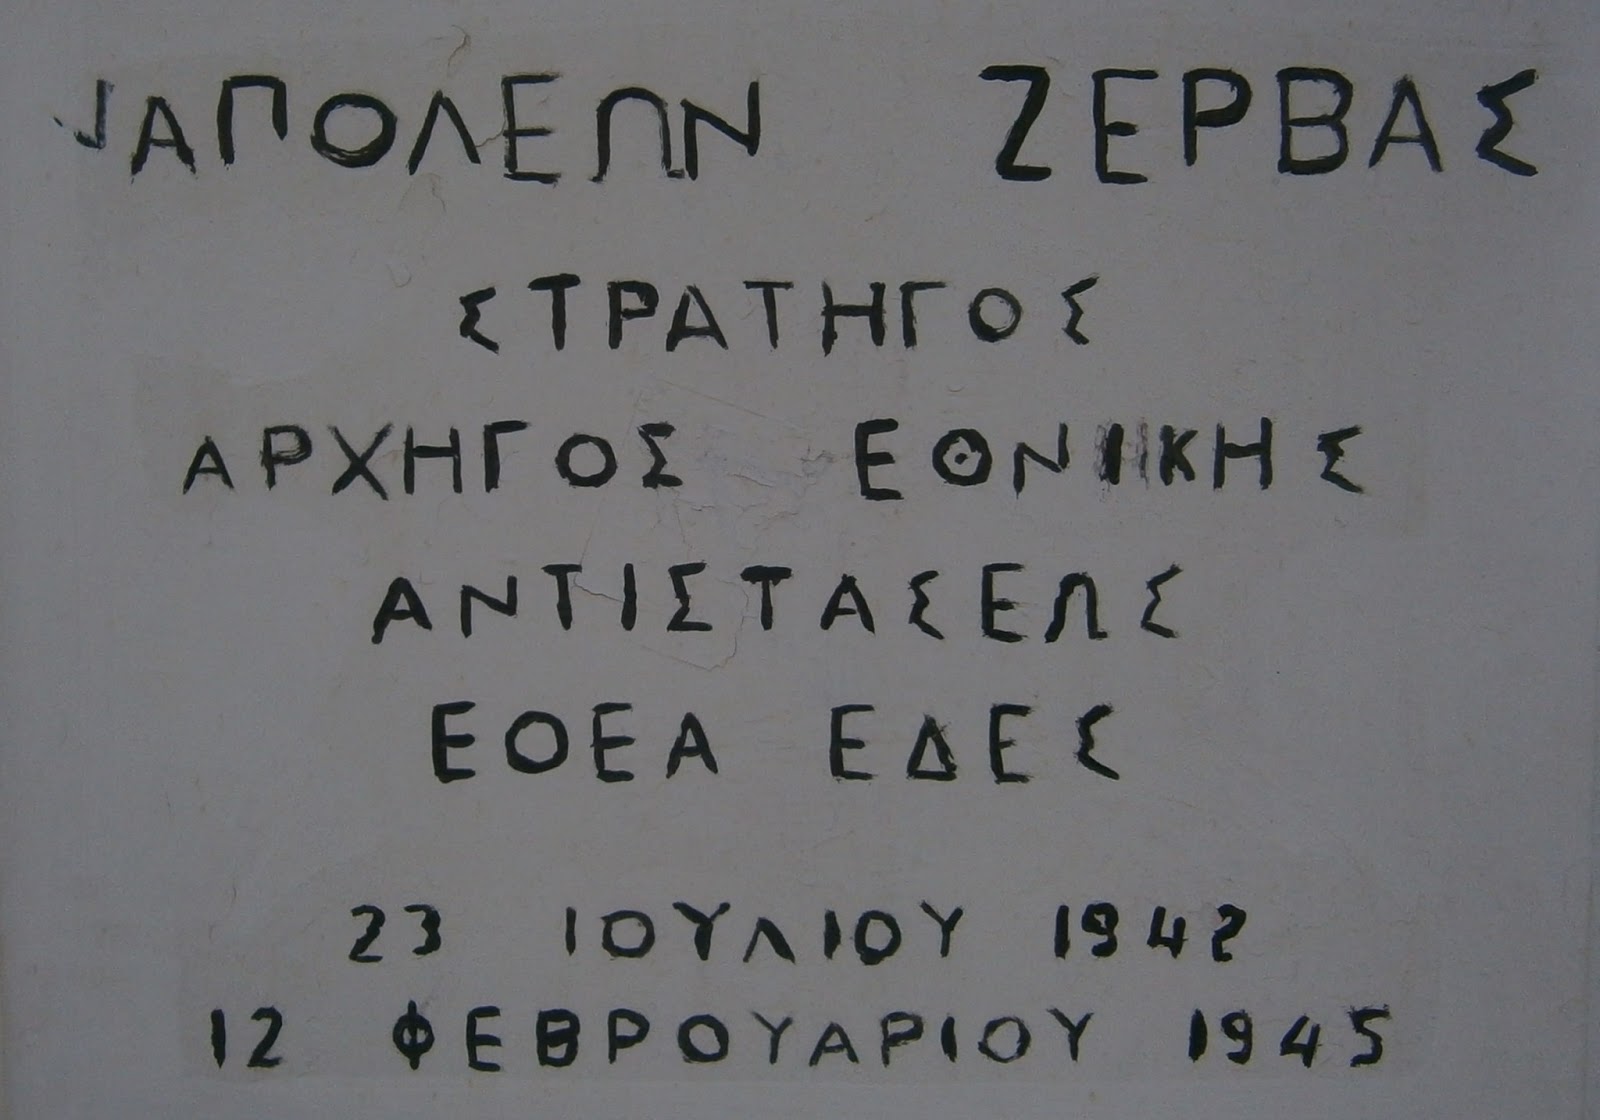 ΝΑΠΟΛΕΩΝ ΖΕΡΒΑΣ
ΣΤΡΑΤΗΓΟΣ
ΑΡΧΗΓΟΣ ΕΘΝΙΚΗΣ
ΑΝΤΙΣΤΑΣΕΩΣ
ΕΟΕΑ ΕΔΕΣ
23 ΙΟΥΛΙΟΥ 1942
12 ΦΕΒΡΟΥΑΡΙΟΥ 1945